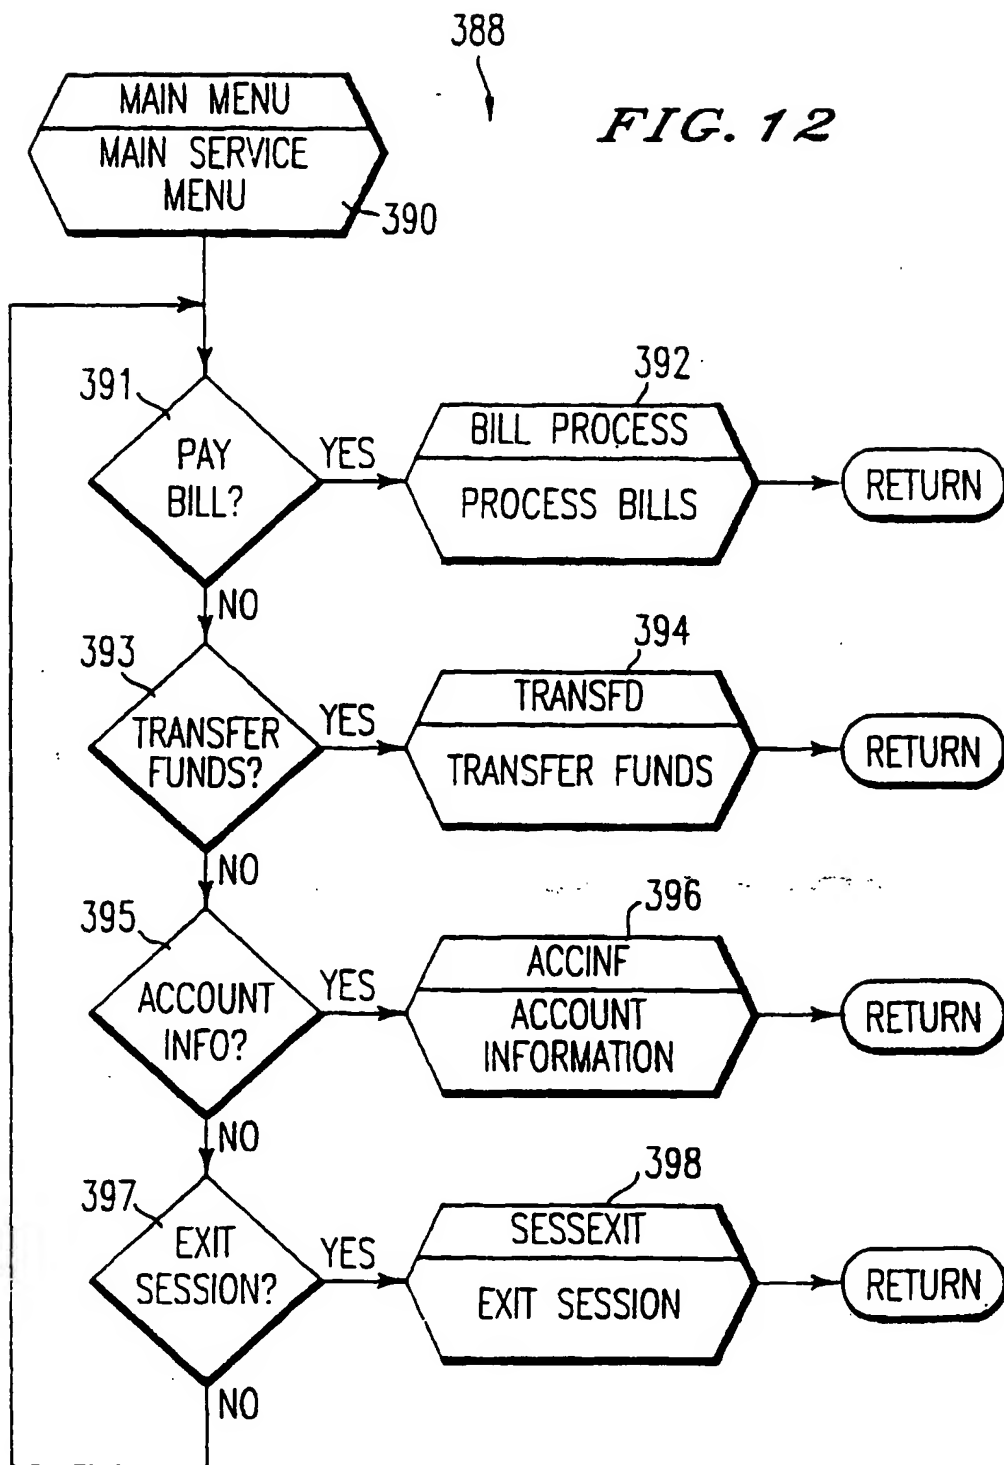 388
FIG. 12
MAIN MENU
MAIN SERVICE
MENU
390
391
PAY
BILL?
YES
392
BILL PROCESS
PROCESS BILLS
RETURN
NO
393
TRANSFER
FUNDS?
YES
394
TRANSFD
TRANSFER FUNDS
RETURN
NO
395
ACCOUNT
INFO?
YES
396
ACCINF
ACCOUNT
INFORMATION
RETURN
NO
397
EXIT
SESSION?
YES
398
SESSEXIT
EXIT SESSION
RETURN
NO